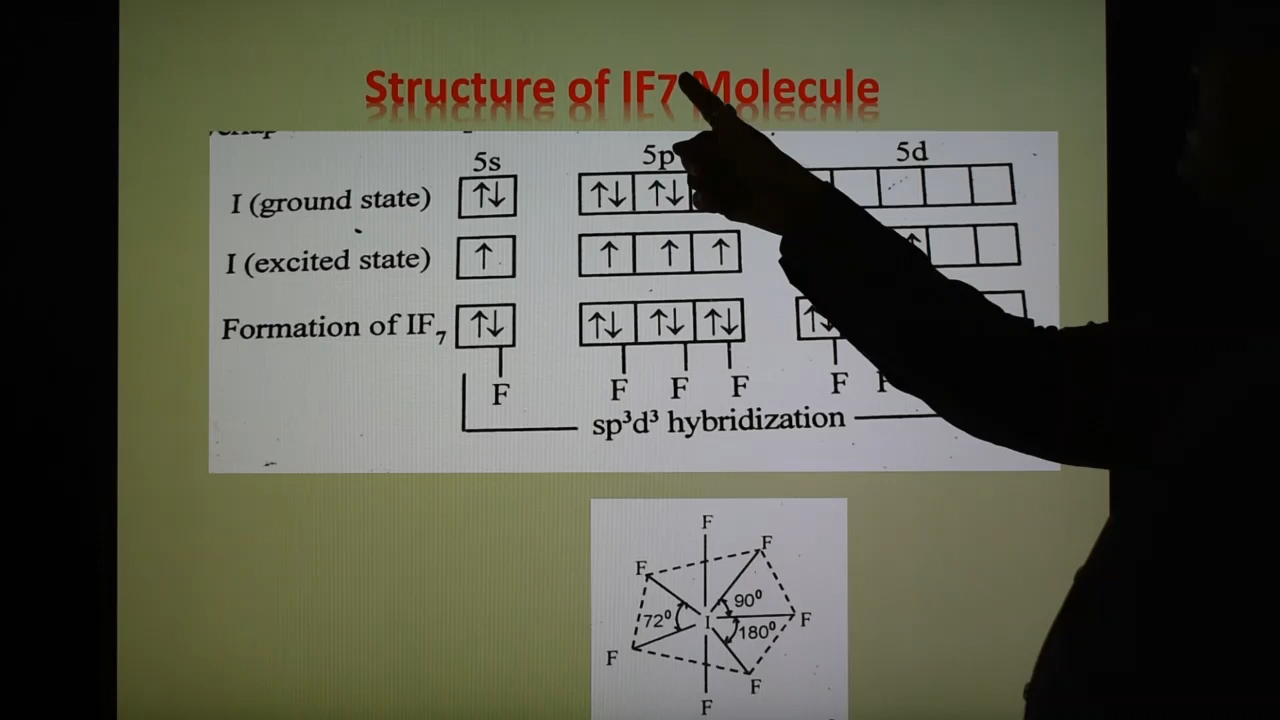 Structure of IF7 Molecule
5s 5p 5d
I (ground state) ↑↓ ↑↓ ↑↓
I (excited state) ↑ ↑ ↑ ↑
Formation of IF₇ ↑↓ ↑↓ ↑↓ ↑↓
F F F F F F
sp³d³ hybridization
F
F
F
90⁰
72⁰
I
F
180⁰
F
F
F